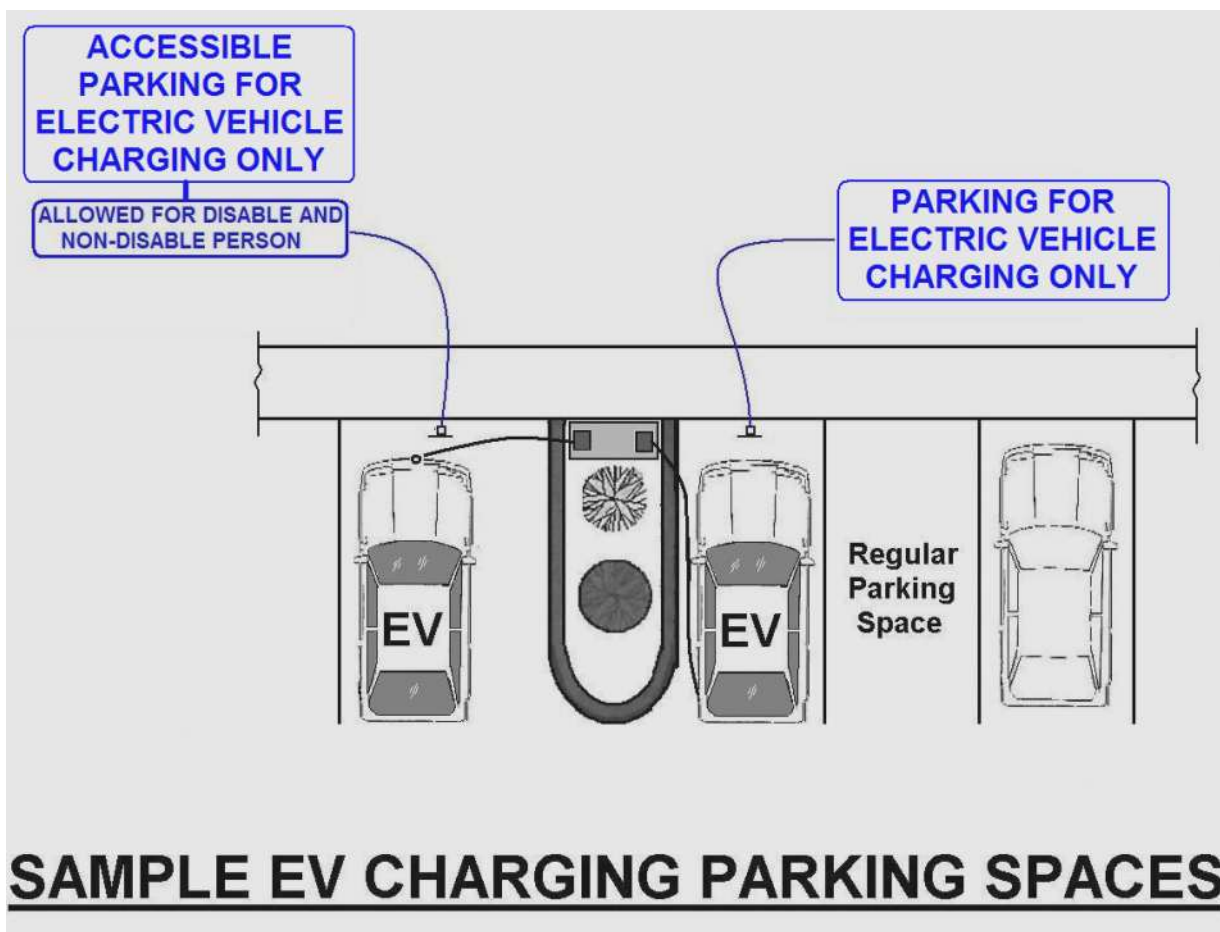 ACCESSIBLE
PARKING FOR
ELECTRIC VEHICLE
CHARGING ONLY
ALLOWED FOR DISABLE AND
NON-DISABLE PERSON
PARKING FOR
ELECTRIC VEHICLE
CHARGING ONLY
EV
EV
Regular
Parking
Space
SAMPLE EV CHARGING PARKING SPACES